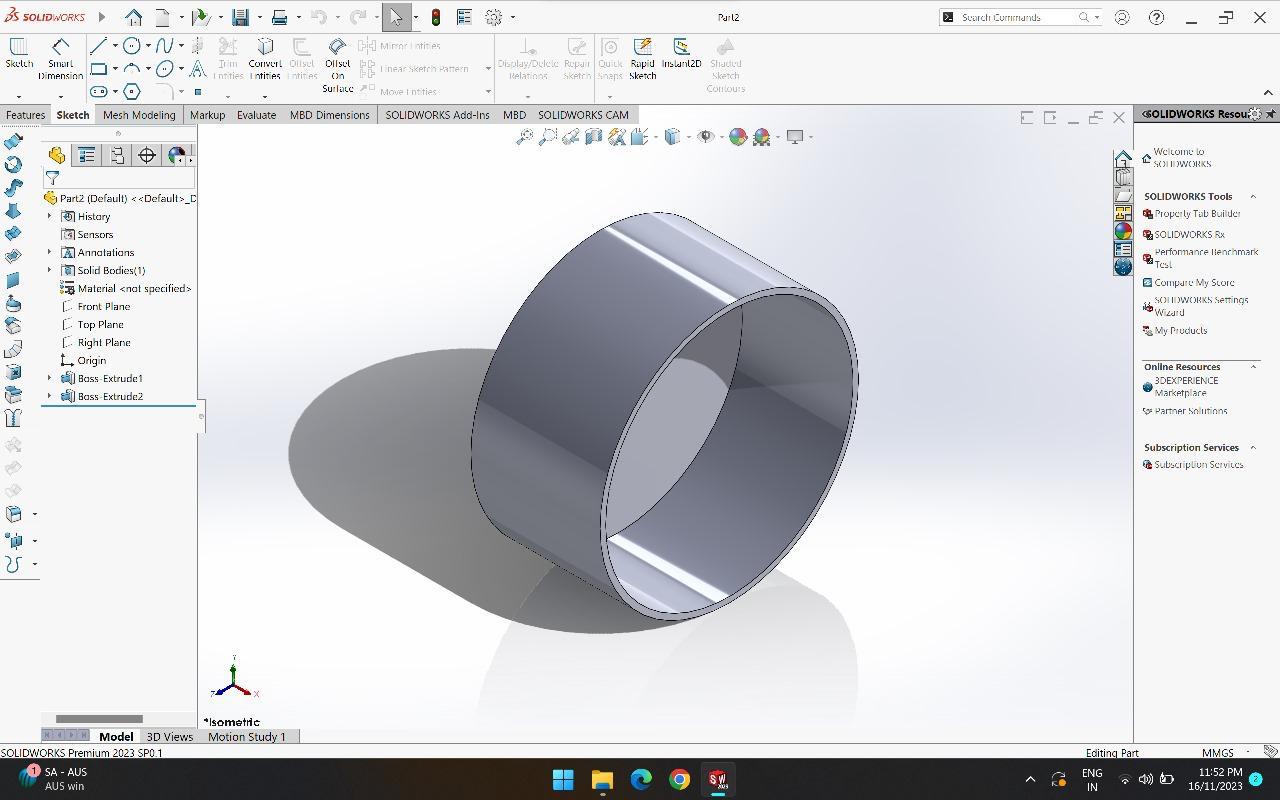 SOLIDWORKS
Part2
Search Commands
Sketch
Smart
Dimension
Trim
Entities
Convert
Entities
Offset
Entities
Offset
On
Surface
Mirror Entities
Linear Sketch Pattern
Move Entities
Display/Delete
Relations
Repair
Sketch
Quick
Snaps
Rapid
Sketch
Instant2D
Shaded
Sketch
Contours
Features
Sketch
Mesh Modeling
Markup
Evaluate
MBD Dimensions
SOLIDWORKS Add-Ins
MBD
SOLIDWORKS CAM
Part2 (Default) <<Default>_D
History
Sensors
Annotations
Solid Bodies(1)
Material <not specified>
Front Plane
Top Plane
Right Plane
Origin
Boss-Extrude1
Boss-Extrude2
Y
Z
X
*Isometric
SOLIDWORKS Resou
Welcome to
SOLIDWORKS
SOLIDWORKS Tools
Property Tab Builder
SOLIDWORKS Rx
Performance Benchmark
Test
Compare My Score
SOLIDWORKS Settings
Wizard
My Products
Online Resources
3DEXPERIENCE
Marketplace
Partner Solutions
Subscription Services
Subscription Services
Model
3D Views
Motion Study 1
SOLIDWORKS Premium 2023 SP0.1
Editing Part
MMGS
1
SA - AUS
AUS win
SW
2023
ENG
IN
11:52 PM
16/11/2023
2